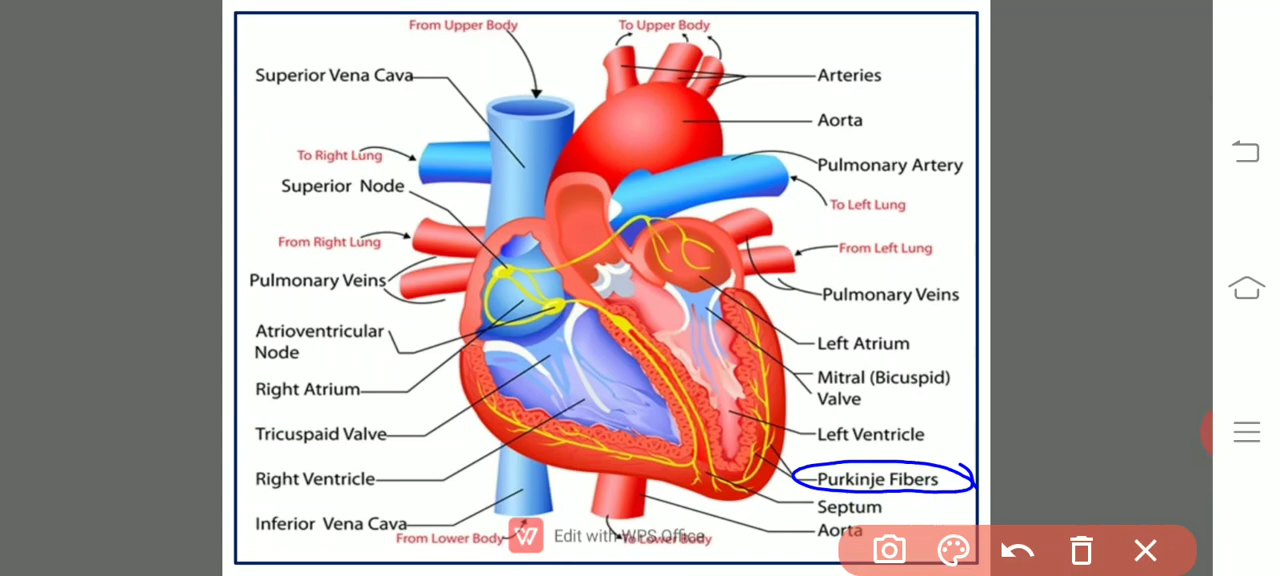 From Upper Body
To Upper Body
Superior Vena Cava
Arteries
Aorta
To Right Lung
Pulmonary Artery
Superior Node
To Left Lung
From Right Lung
From Left Lung
Pulmonary Veins
Pulmonary Veins
Atrioventricular
Node
Left Atrium
Right Atrium
Mitral (Bicuspid)
Valve
Tricuspaid Valve
Left Ventricle
Right Ventricle
Purkinje Fibers
Septum
Inferior Vena Cava
Aorta
From Lower Body
To Lower Body
W Edit with WPS Office